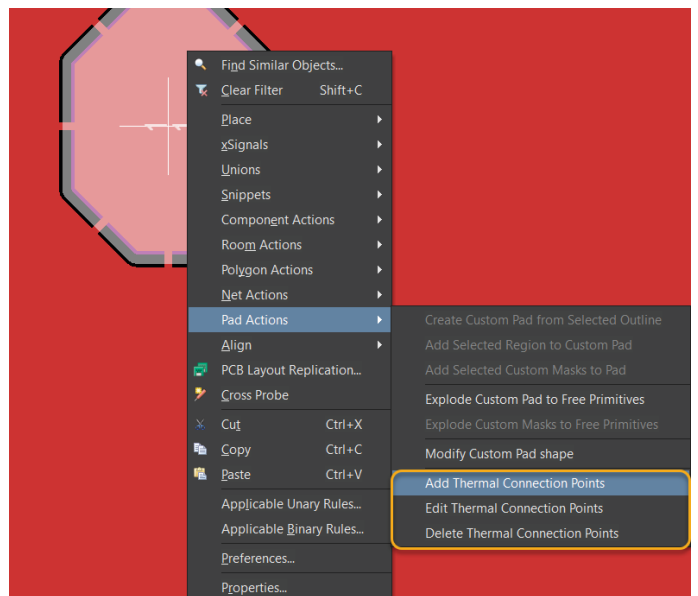 Find Similar Objects...
Clear Filter Shift+C
Place
xSignals
Unions
Snippets
Component Actions
Room Actions
Polygon Actions
Net Actions
Pad Actions
Align
PCB Layout Replication...
Cross Probe
Cut Ctrl+X
Copy Ctrl+C
Paste Ctrl+V
Applicable Unary Rules...
Applicable Binary Rules...
Preferences...
Properties...
Create Custom Pad from Selected Outline
Add Selected Region to Custom Pad
Add Selected Custom Masks to Pad
Explode Custom Pad to Free Primitives
Explode Custom Masks to Free Primitives
Modify Custom Pad shape
Add Thermal Connection Points
Edit Thermal Connection Points
Delete Thermal Connection Points